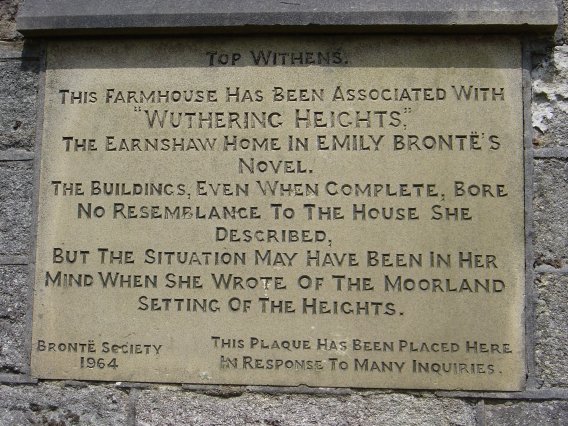 TOP WITHENS.
THIS FARMHOUSE HAS BEEN ASSOCIATED WITH
"WUTHERING HEIGHTS,"
THE EARNSHAW HOME IN EMILY BRONTË'S
NOVEL.
THE BUILDINGS, EVEN WHEN COMPLETE, BORE
NO RESEMBLANCE TO THE HOUSE SHE
DESCRIBED,
BUT THE SITUATION MAY HAVE BEEN IN HER
MIND WHEN SHE WROTE OF THE MOORLAND
SETTING OF THE HEIGHTS.
BRONTË SOCIETY
1964
THIS PLAQUE HAS BEEN PLACED HERE
IN RESPONSE TO MANY INQUIRIES.